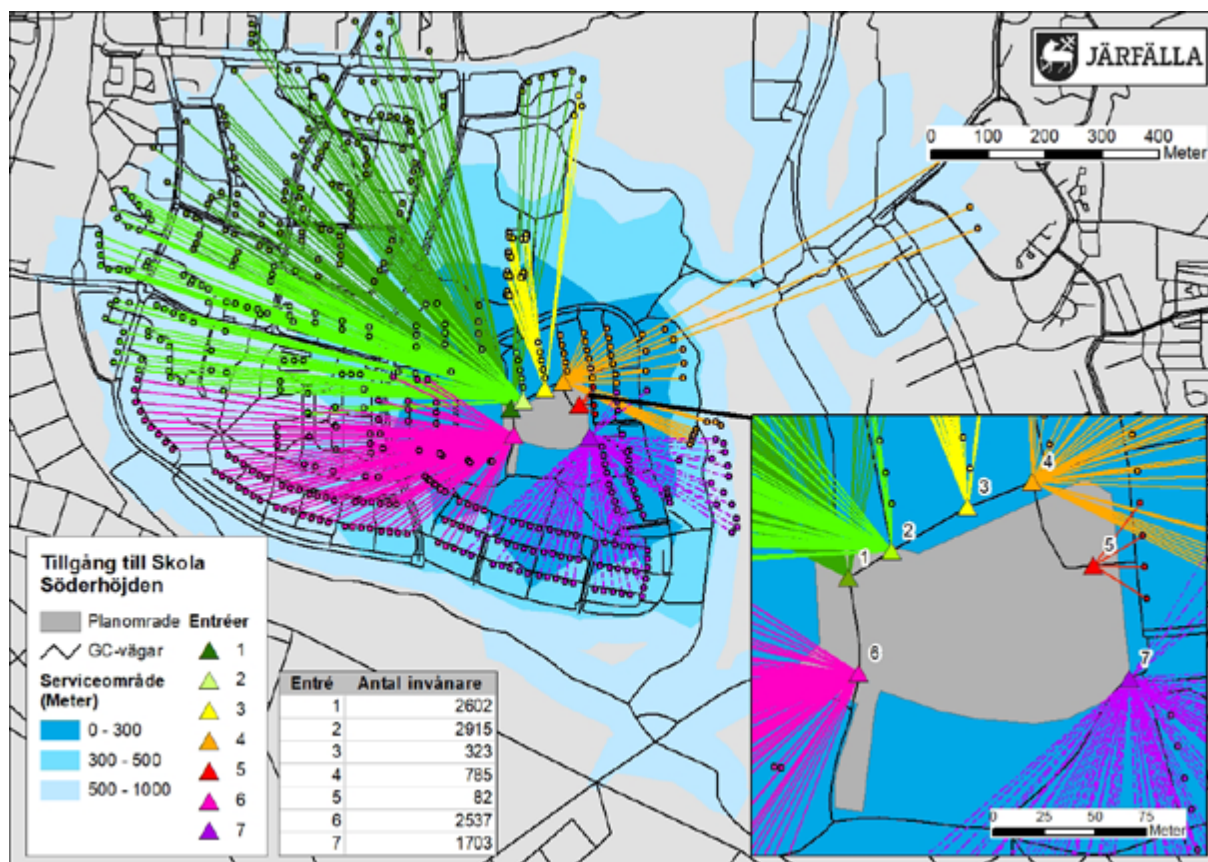 JÄRFÄLLA
0 100 200 300 400
Meter
1
2
3
4
5
6
7
0 25 50 75
Meter
Tillgång till Skola
Söderhöjden
Planområde Entréer
GC-vägar
Serviceområde
(Meter)
0 - 300
300 - 500
500 - 1000
1
2
3
4
5
6
7
Entré Antal invånare
1 2602
2 2915
3 323
4 785
5 82
6 2537
7 1703